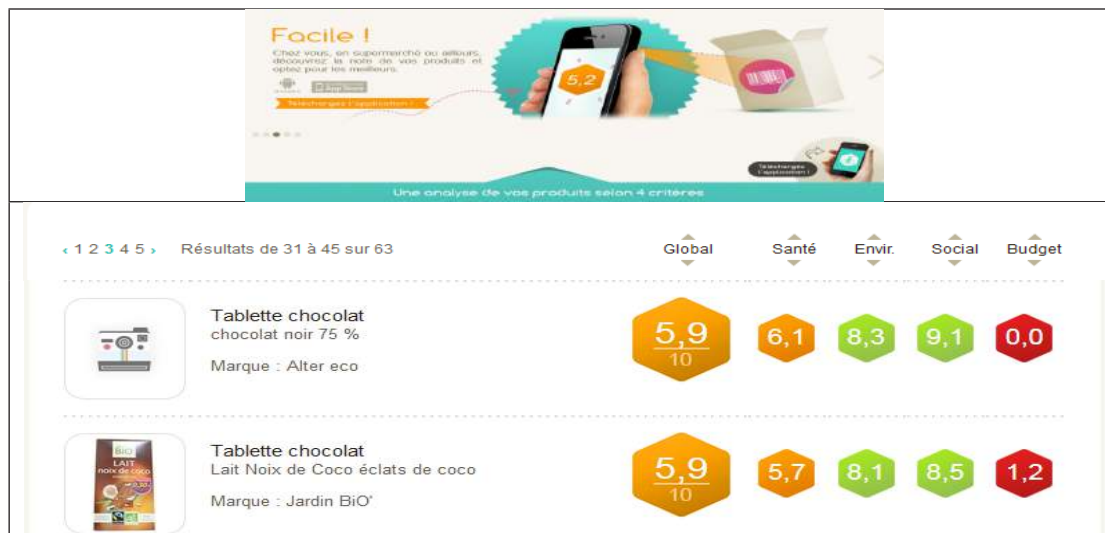 Facile !
Chez vous, en supermarché ou ailleurs,
découvrez la note de vos produits et
optez pour les meilleurs.
App Store
Téléchargez l'application !
5,2
Téléchargez
l'application !
Une analyse de vos produits selon 4 critères
‹ 1 2 3 4 5 › Résultats de 31 à 45 sur 63 Global Santé Envir. Social Budget
Tablette chocolat
chocolat noir 75 %
Marque : Alter eco
5,9
10
6,1 8,3 9,1 0,0
BiO
LAIT
noix de coco
Tablette chocolat
Lait Noix de Coco éclats de coco
Marque : Jardin BiO'
5,9
10
5,7 8,1 8,5 1,2